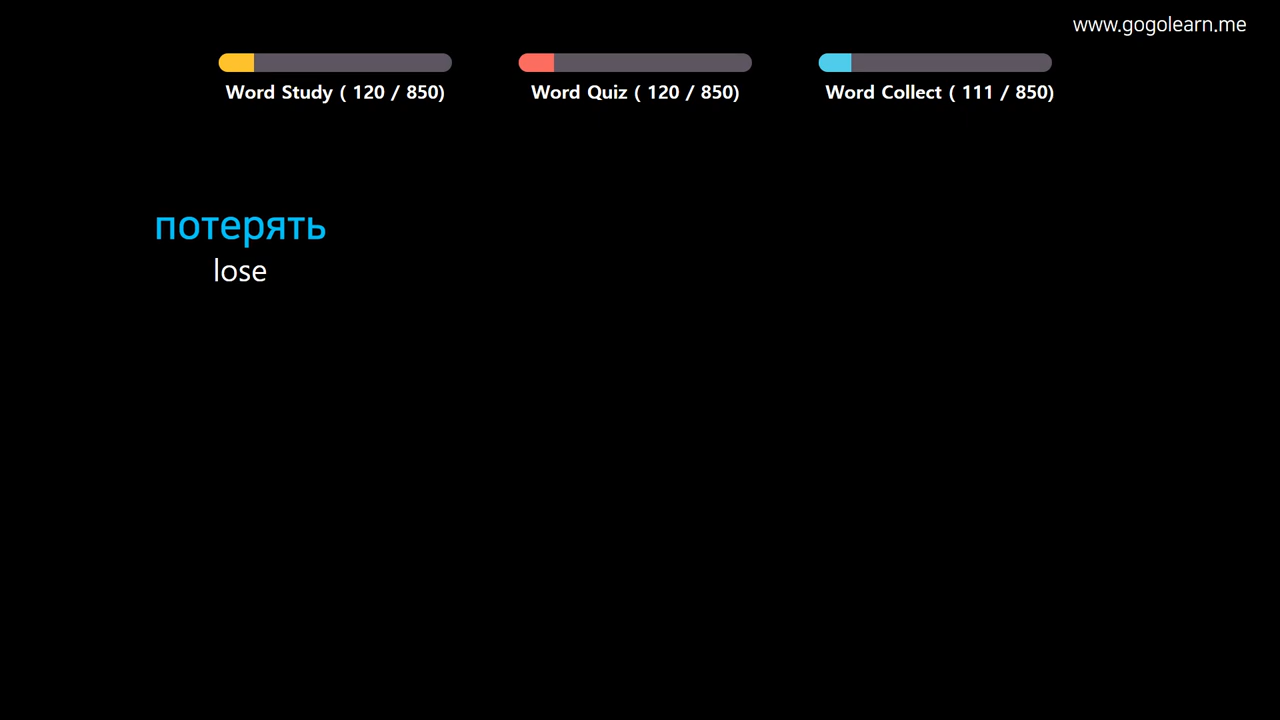 www.gogolearn.me
Word Study ( 120 / 850)
Word Quiz ( 120 / 850)
Word Collect ( 111 / 850)
потерять
lose